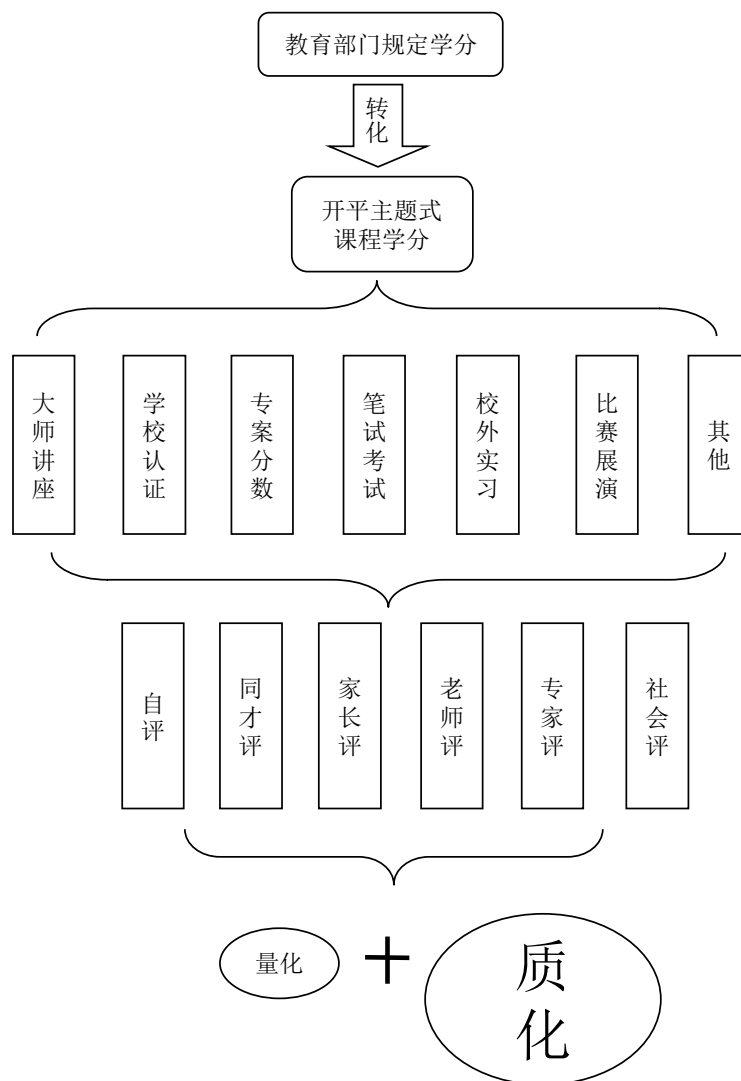 教育部门规定学分
转化
开平主题式
课程学分
大师讲座
学校认证
专案分数
笔试考试
校外实习
比赛展演
其他
自评
同才评
家长评
老师评
专家评
社会评
量化
+
质化